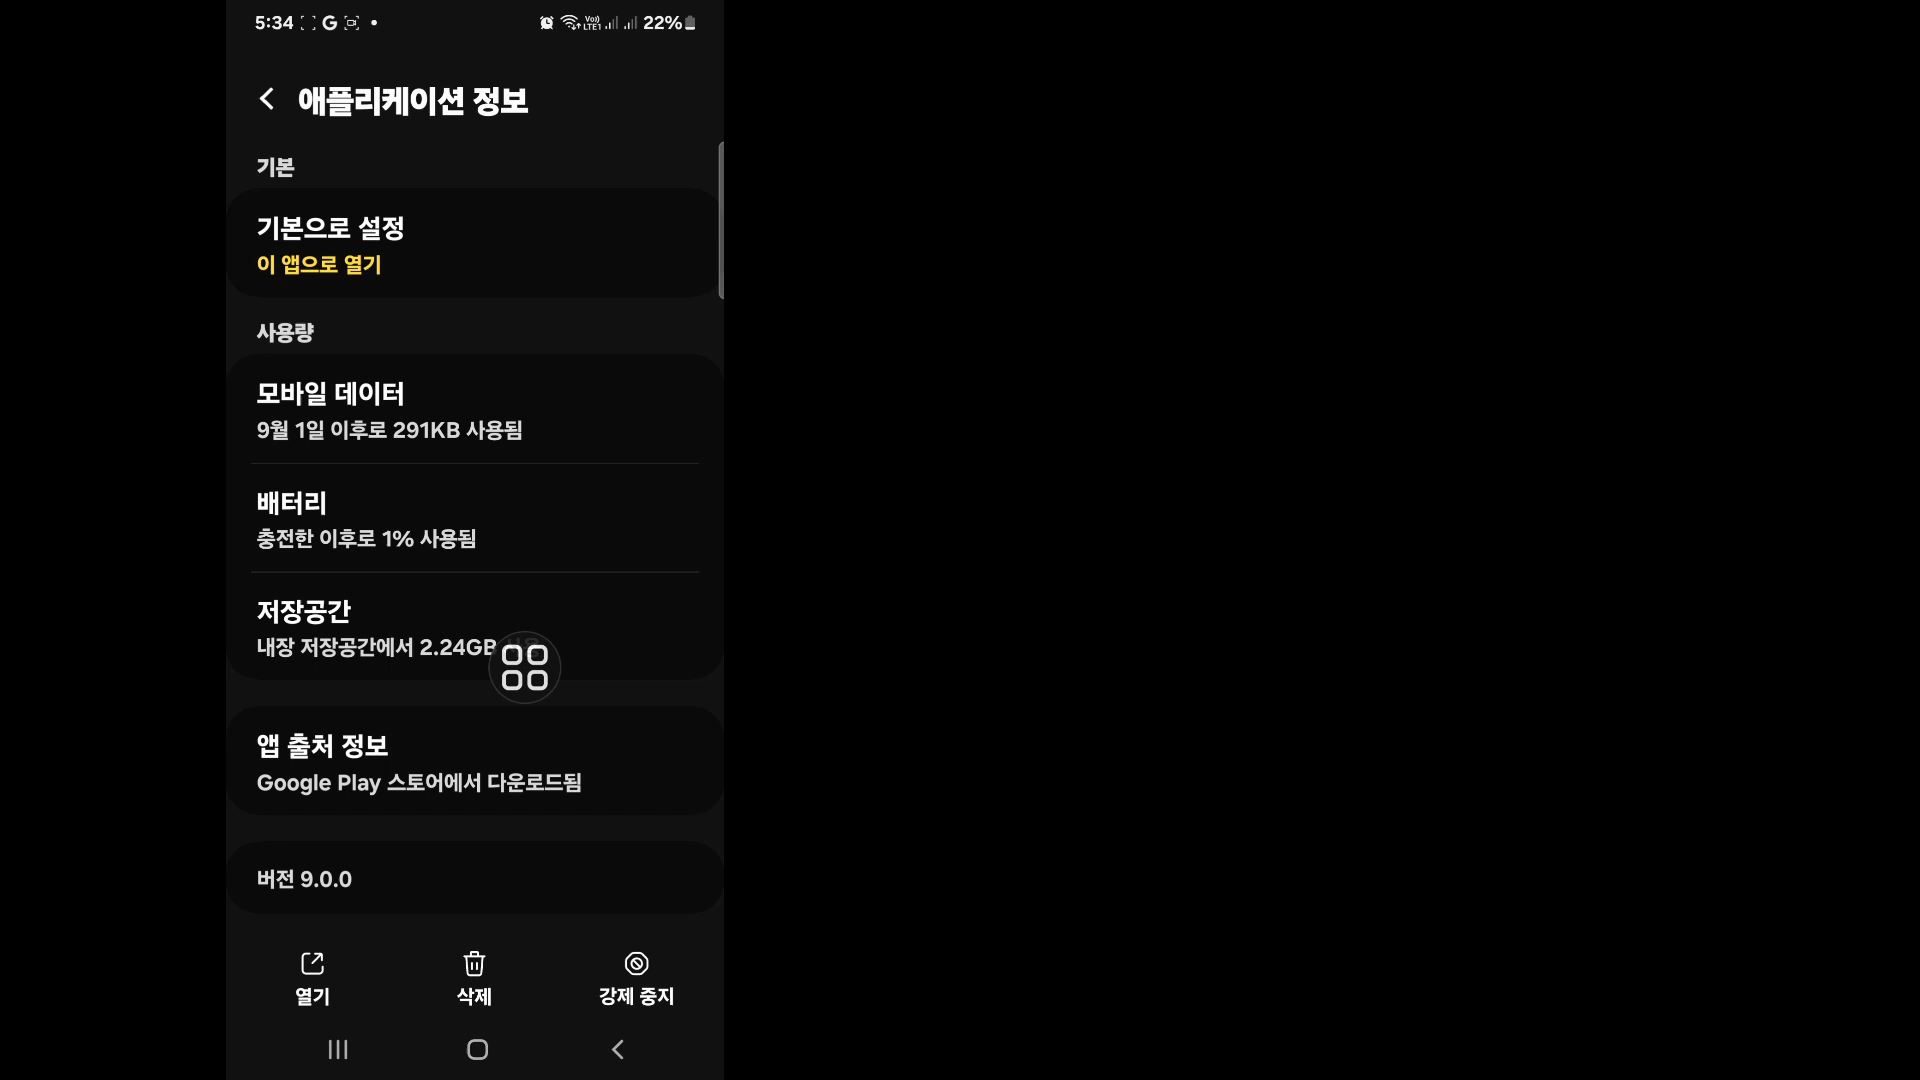 5:34 G 22%
Vo)) LTE1
애플리케이션 정보
기본
기본으로 설정
이 앱으로 열기
사용량
모바일 데이터
9월 1일 이후로 291KB 사용됨
배터리
충전한 이후로 1% 사용됨
저장공간
내장 저장공간에서 2.24GB
앱 출처 정보
Google Play 스토어에서 다운로드됨
버전 9.0.0
열기 삭제 강제 중지